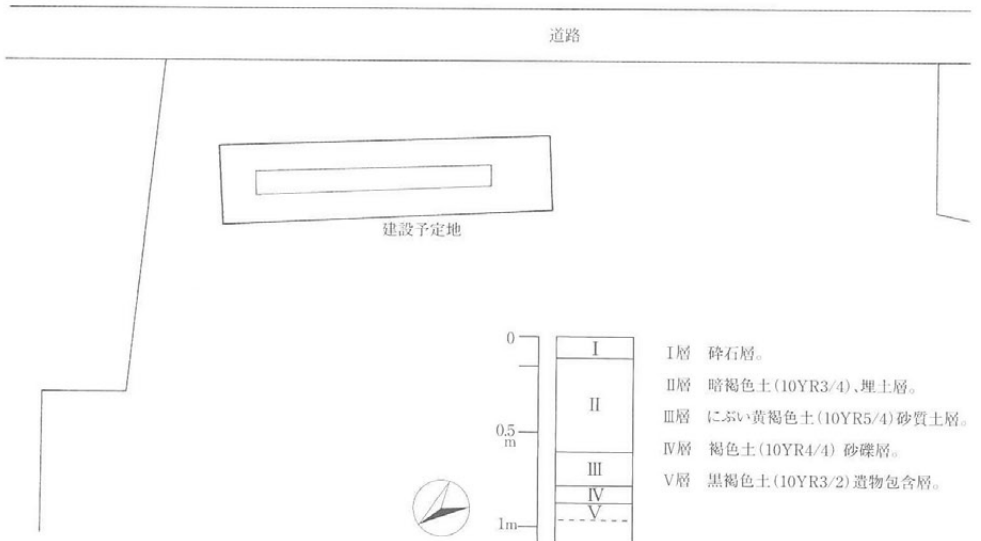 道路
建設予定地
0
0.5
m
1m
I
II
III
IV
V
I層 砕石層。
II層 暗褐色土(10YR3/4)、埋土層。
III層 にぶい黄褐色土(10YR5/4)砂質土層。
IV層 褐色土(10YR4/4) 砂礫層。
V層 黒褐色土(10YR3/2)遺物包含層。